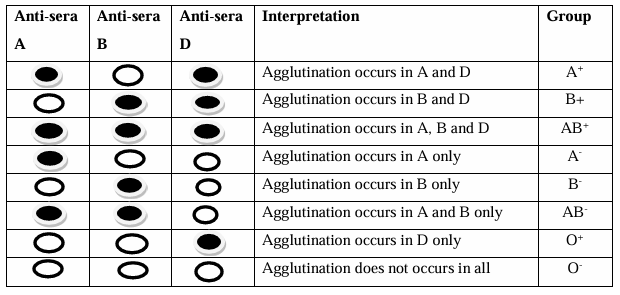 Anti-sera A Anti-sera B Anti-sera D Interpretation Group
Agglutination occurs in A and D A⁺
Agglutination occurs in B and D B+
Agglutination occurs in A, B and D AB⁺
Agglutination occurs in A only A⁻
Agglutination occurs in B only B⁻
Agglutination occurs in A and B only AB⁻
Agglutination occurs in D only O⁺
Agglutination does not occurs in all O⁻